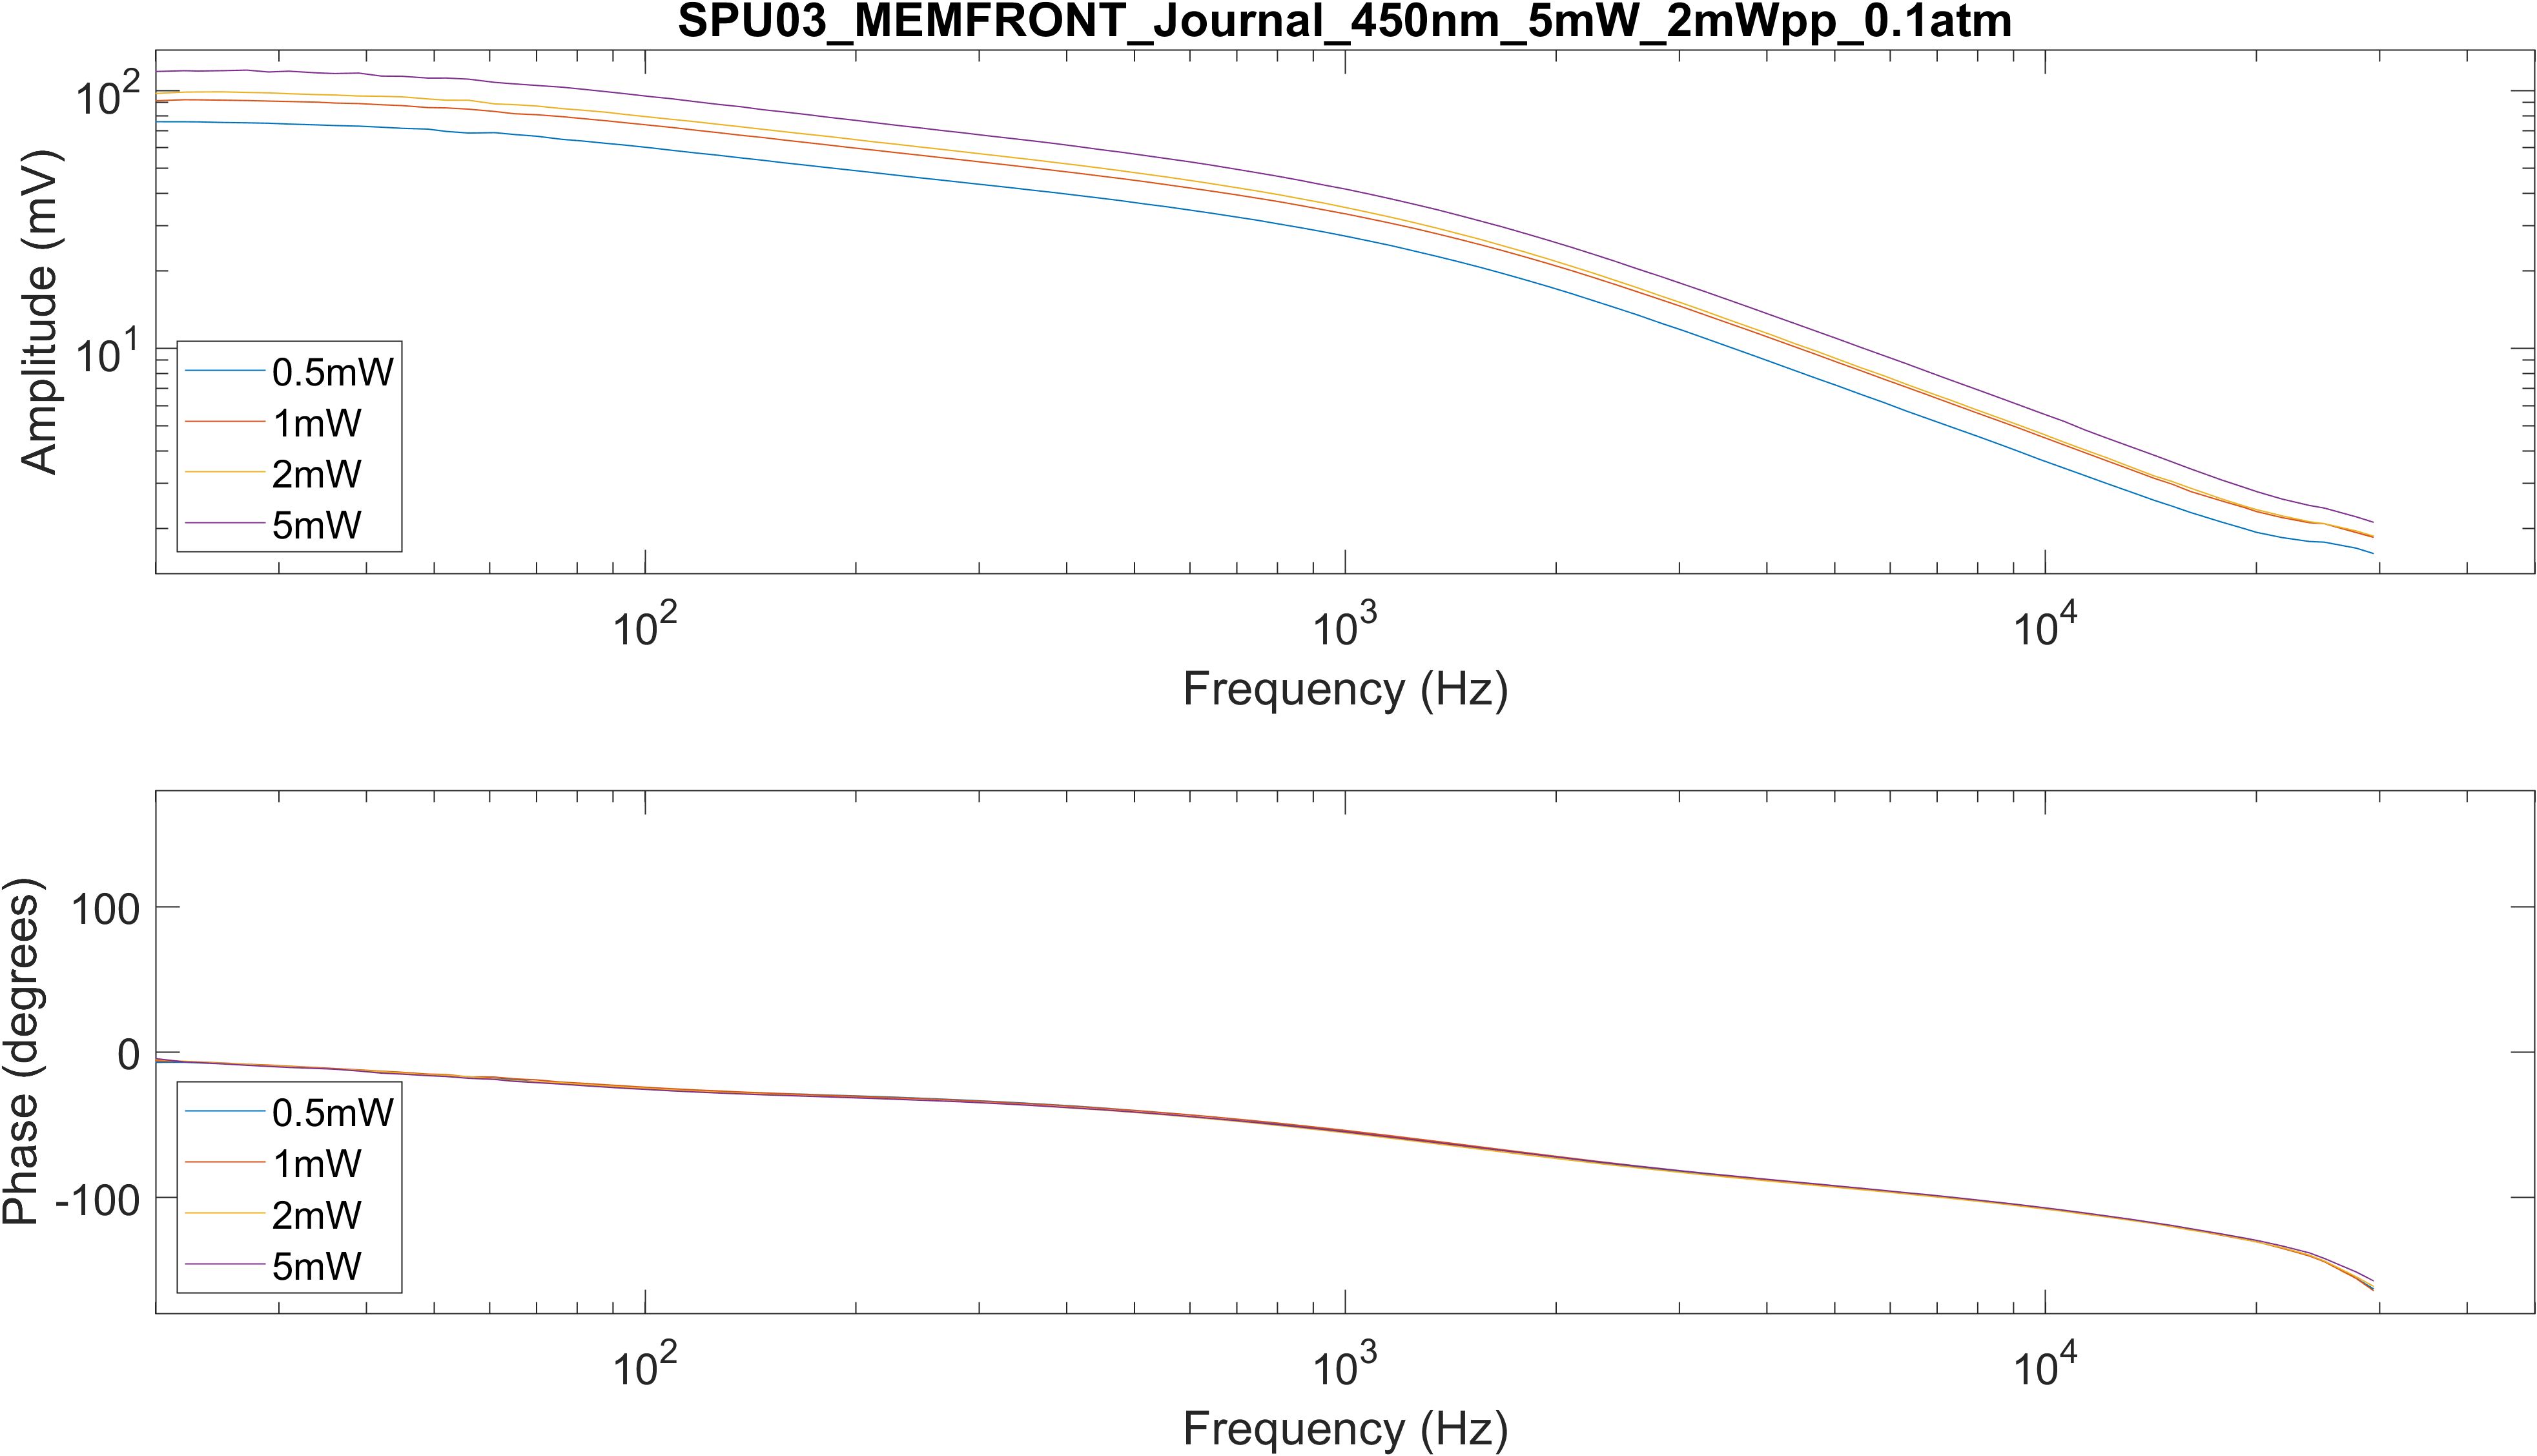 SPU03_MEMFRONT_Journal_450nm_5mW_2mWpp_0.1atm
Amplitude (mV)
10^2
10^1
0.5mW
1mW
2mW
5mW
10^2 10^3 10^4
Frequency (Hz)
Phase (degrees)
100
0
-100
0.5mW
1mW
2mW
5mW
10^2 10^3 10^4
Frequency (Hz)